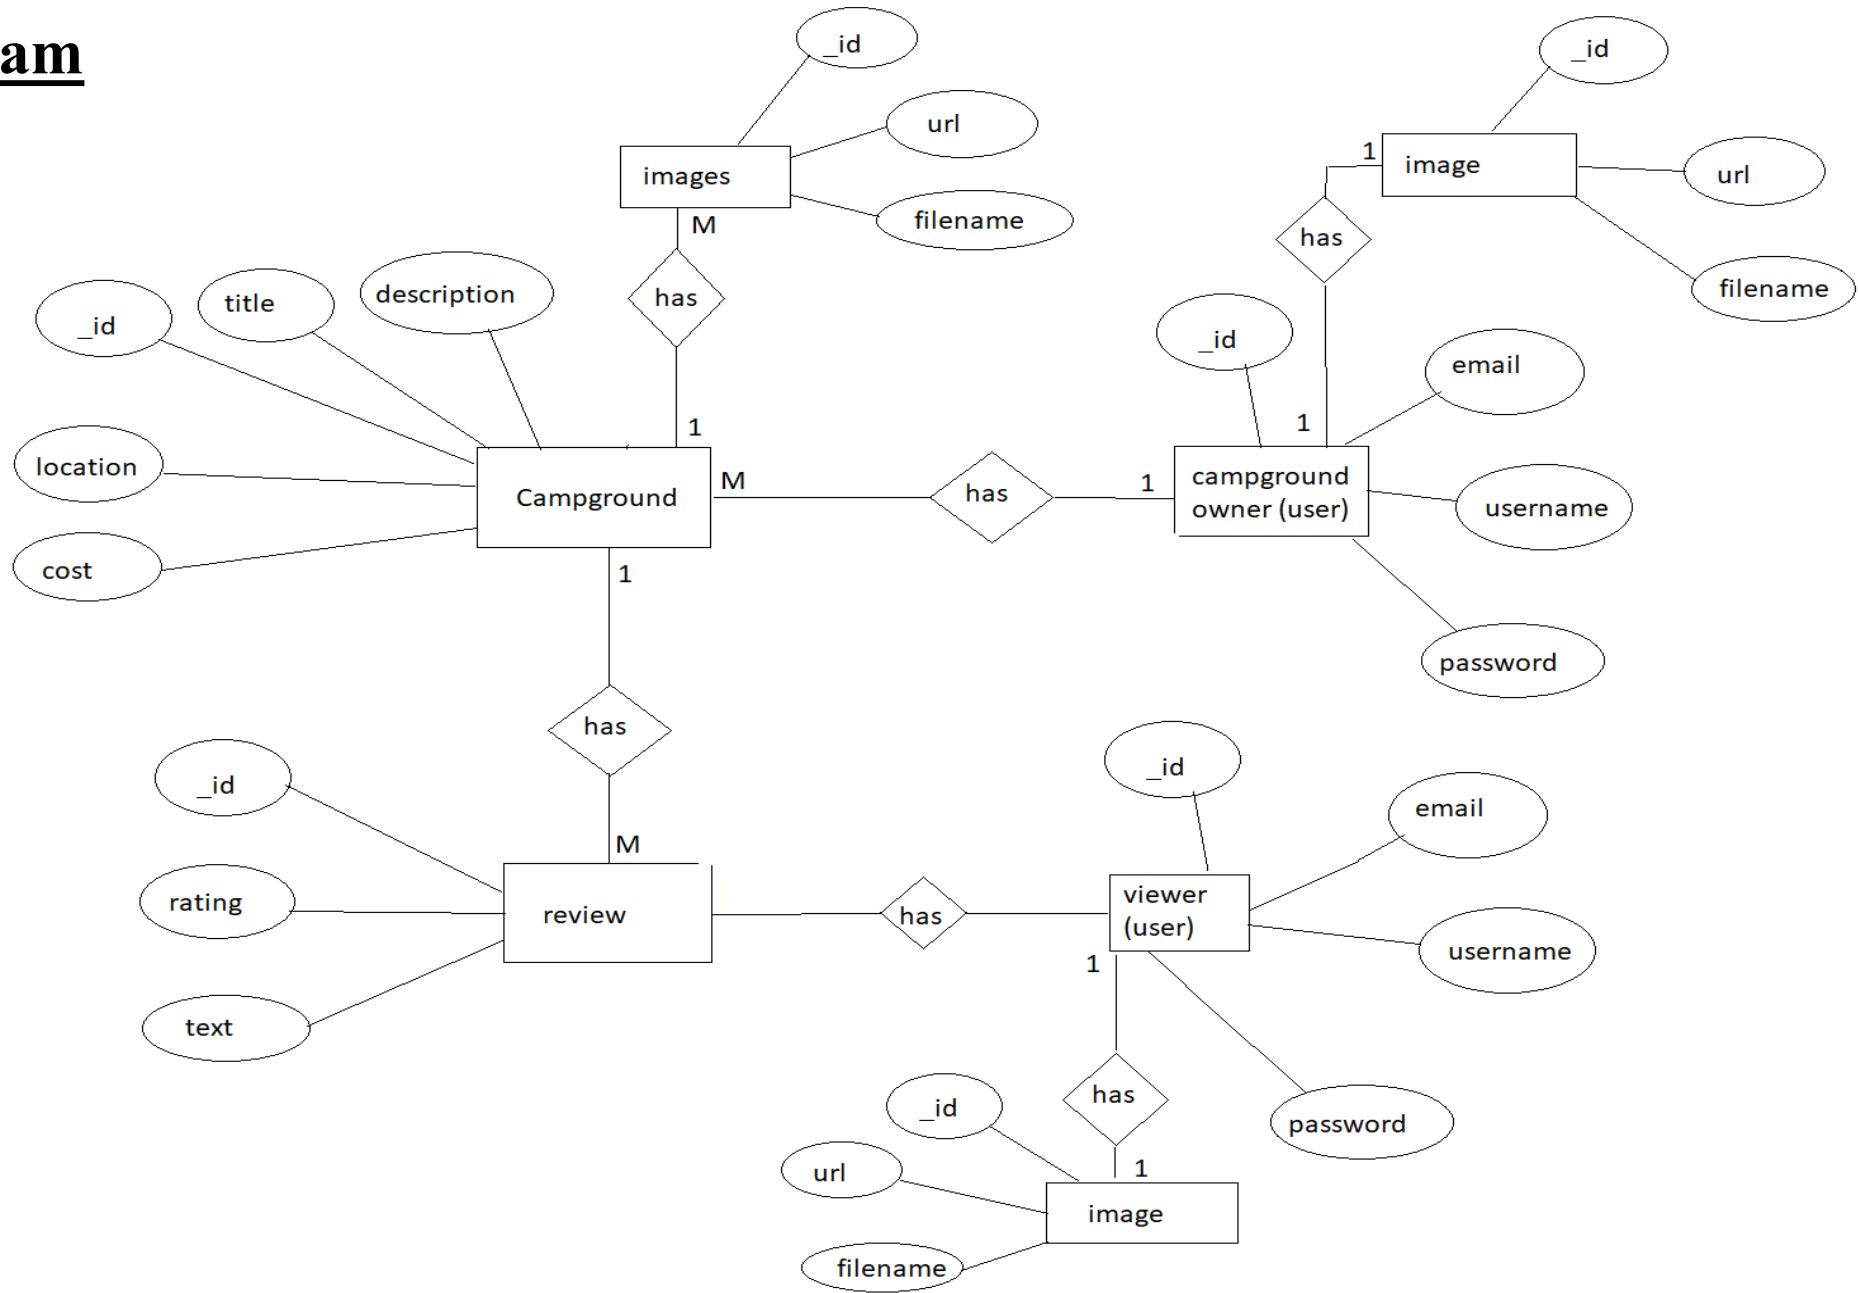 am
_id
_id
url
images
image
1
url
filename
M
has
has
description
title
_id
filename
_id
email
1
1
location
Campground
M
has
1
campground
owner (user)
username
cost
1
password
has
_id
_id
email
M
rating
review
has
viewer
(user)
username
1
text
_id
has
password
url
1
image
filename